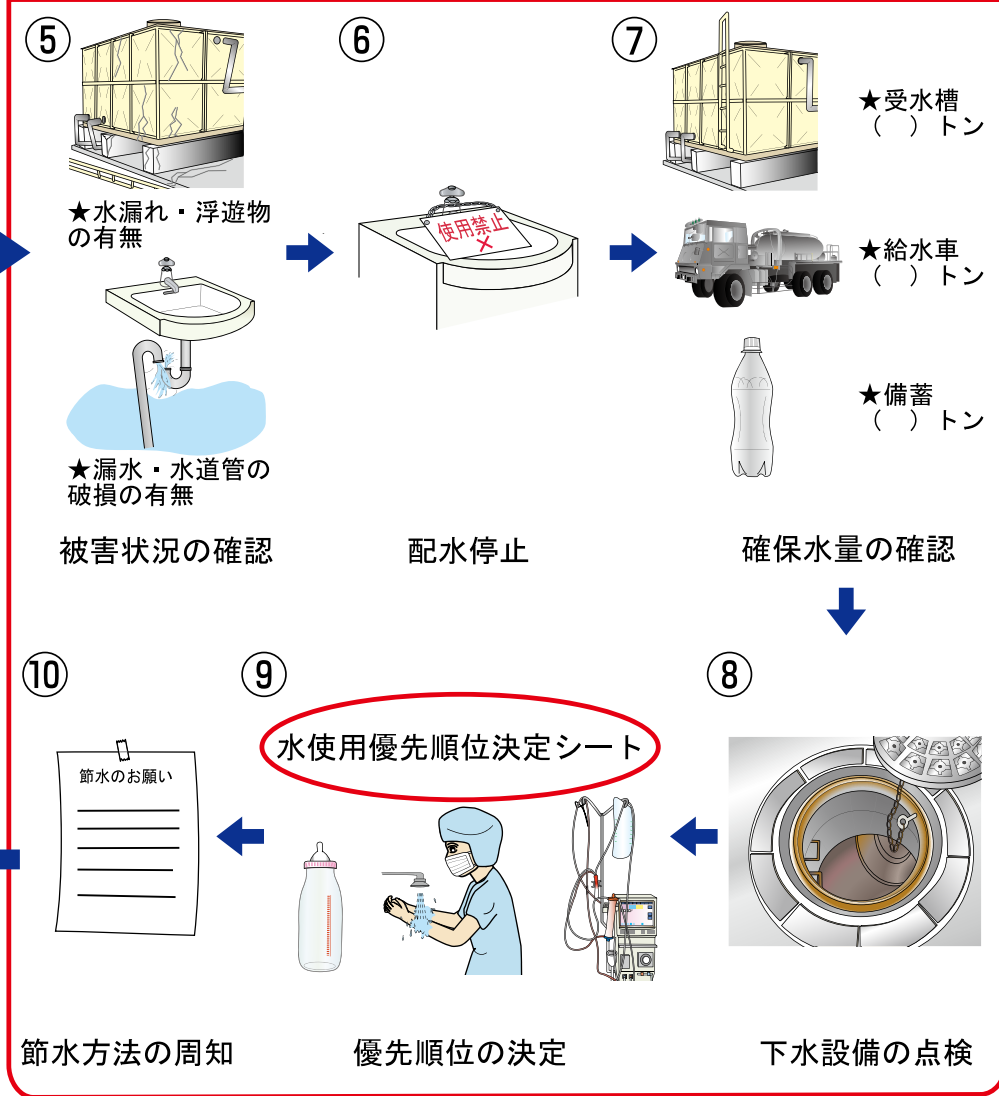 ⑤
★水漏れ・浮遊物
の有無
★漏水・水道管の
破損の有無
被害状況の確認
⑥
使用禁止
×
配水停止
⑦
★受水槽
（　）トン
★給水車
（　）トン
★備蓄
（　）トン
確保水量の確認
⑧
下水設備の点検
⑨
水使用優先順位決定シート
優先順位の決定
⑩
節水のお願い
節水方法の周知